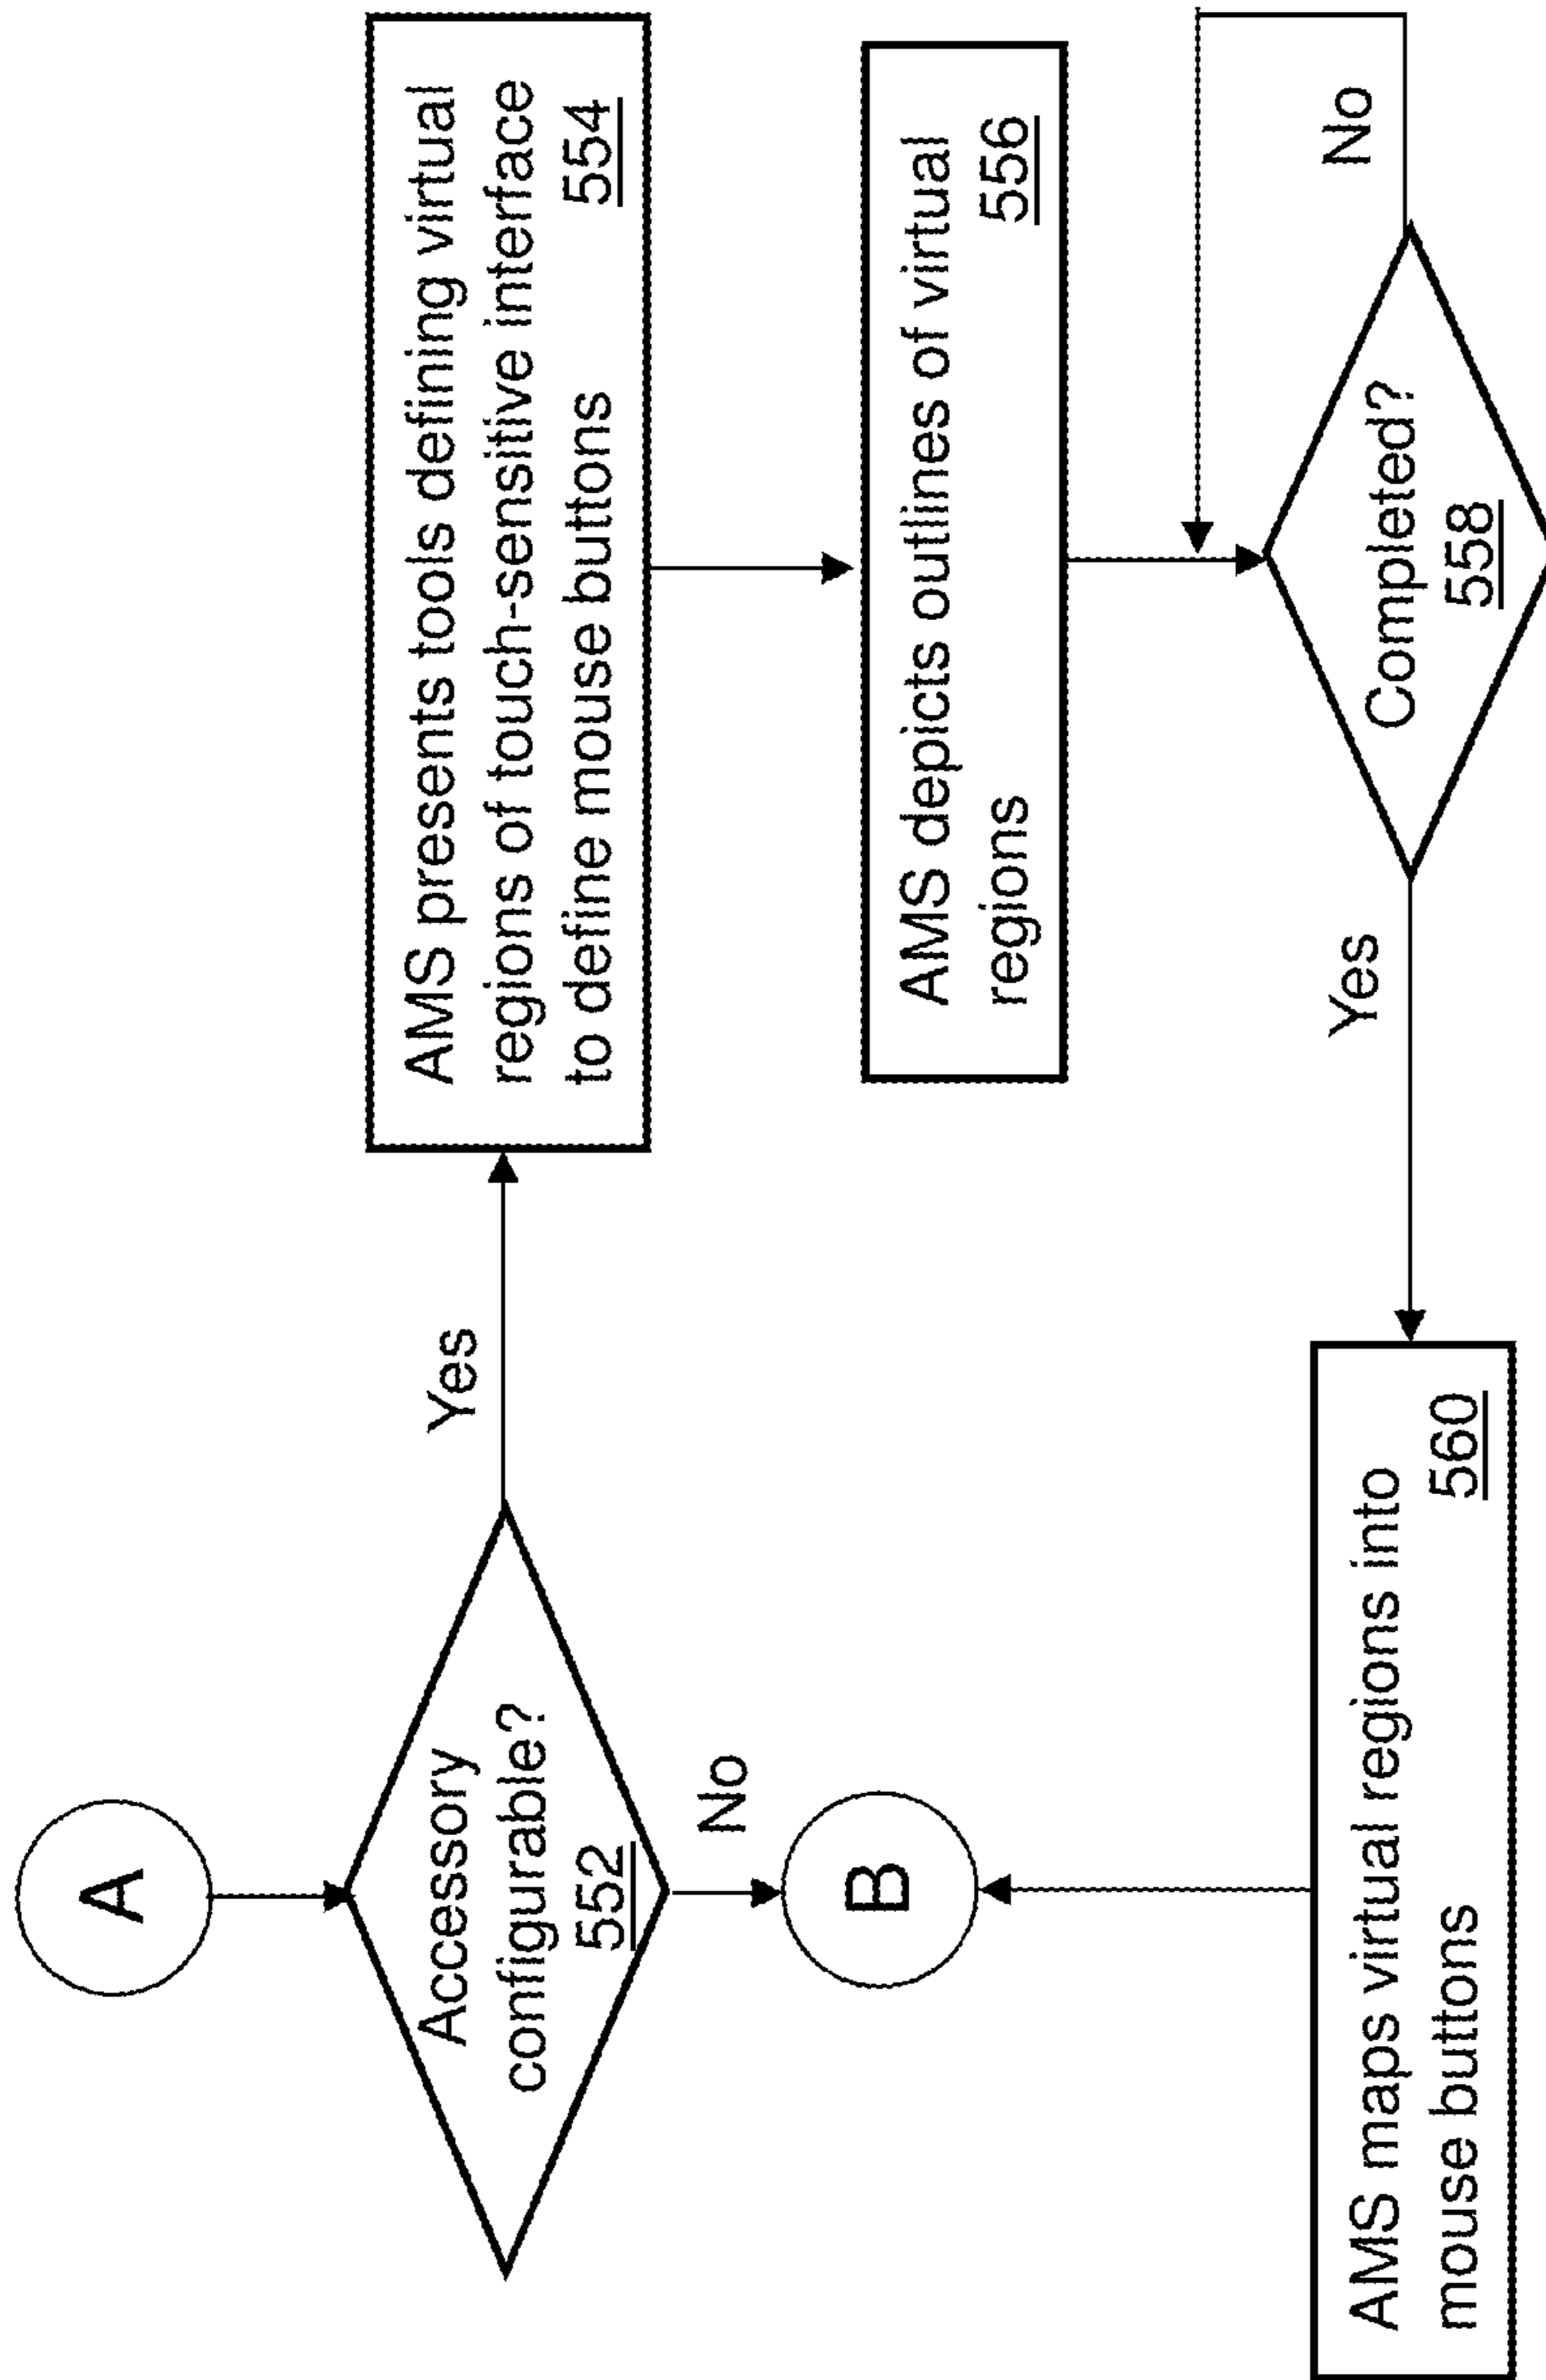 A
Accessory
configurable?
552
Yes
No
B
AMS presents tools defining virtual
regions of touch-sensitive interface
to define mouse buttons 554
AMS depicts outlines of virtual
regions 556
Completed?
558
No
Yes
AMS maps virtual regions into
mouse buttons 560